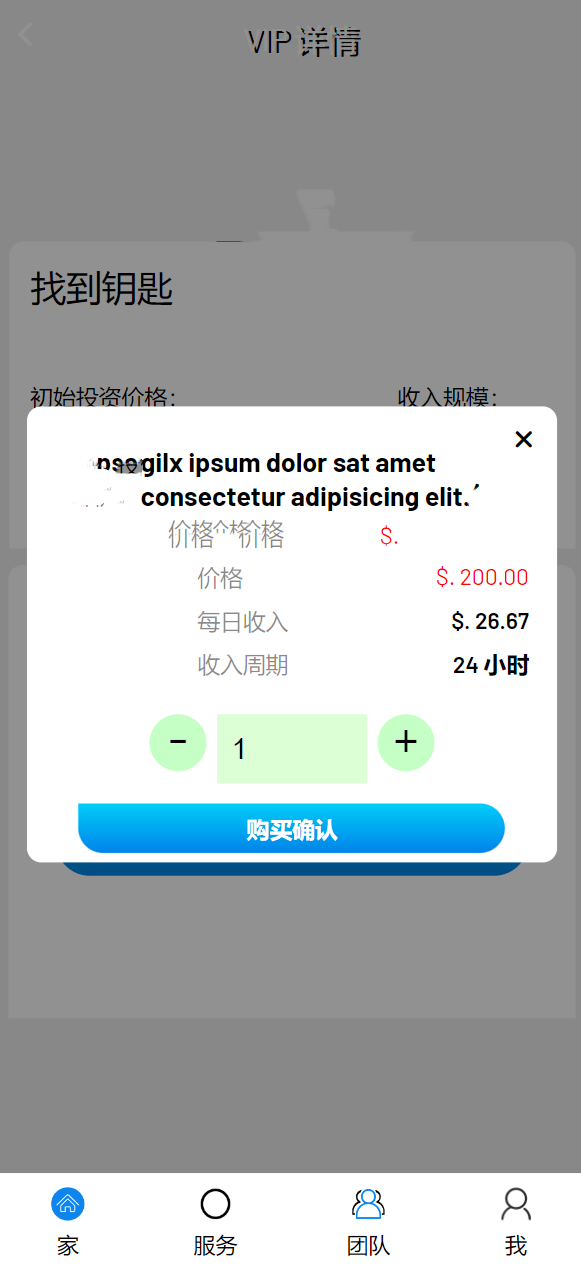 VIP 详情
找到钥匙
初始投资价格:
收入规模:
ipsum dolor sat amet
consectetur adipisicing elit.
价格 价格 $.
价格 $. 200.00
每日收入 $. 26.67
收入周期 24 小时
- 1 +
购买确认
家 服务 团队 我